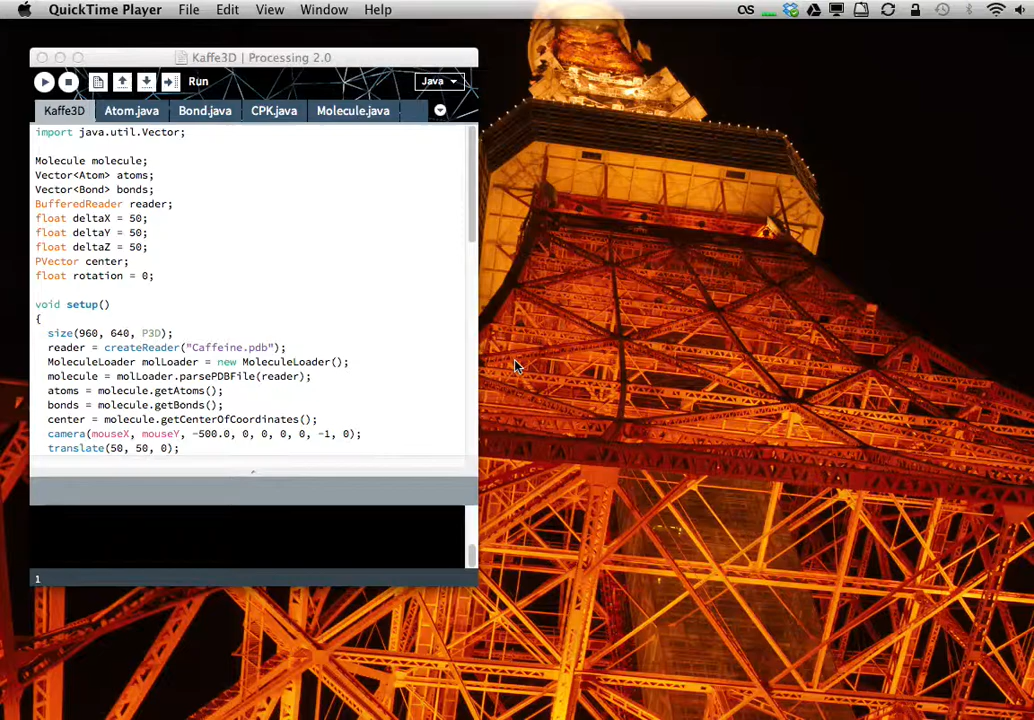 QuickTime Player File Edit View Window Help
Kaffe3D | Processing 2.0
Run
Java
Kaffe3D Atom.java Bond.java CPK.java Molecule.java
import java.util.Vector;
Molecule molecule;
Vector<Atom> atoms;
Vector<Bond> bonds;
BufferedReader reader;
float deltaX = 50;
float deltaY = 50;
float deltaZ = 50;
PVector center;
float rotation = 0;
void setup()
{
size(960, 640, P3D);
reader = createReader("Caffeine.pdb");
MoleculeLoader molLoader = new MoleculeLoader();
molecule = molLoader.parsePDBFile(reader);
atoms = molecule.getAtoms();
bonds = molecule.getBonds();
center = molecule.getCenterOfCoordinates();
camera(mouseX, mouseY, -500.0, 0, 0, 0, 0, -1, 0);
translate(50, 50, 0);
1